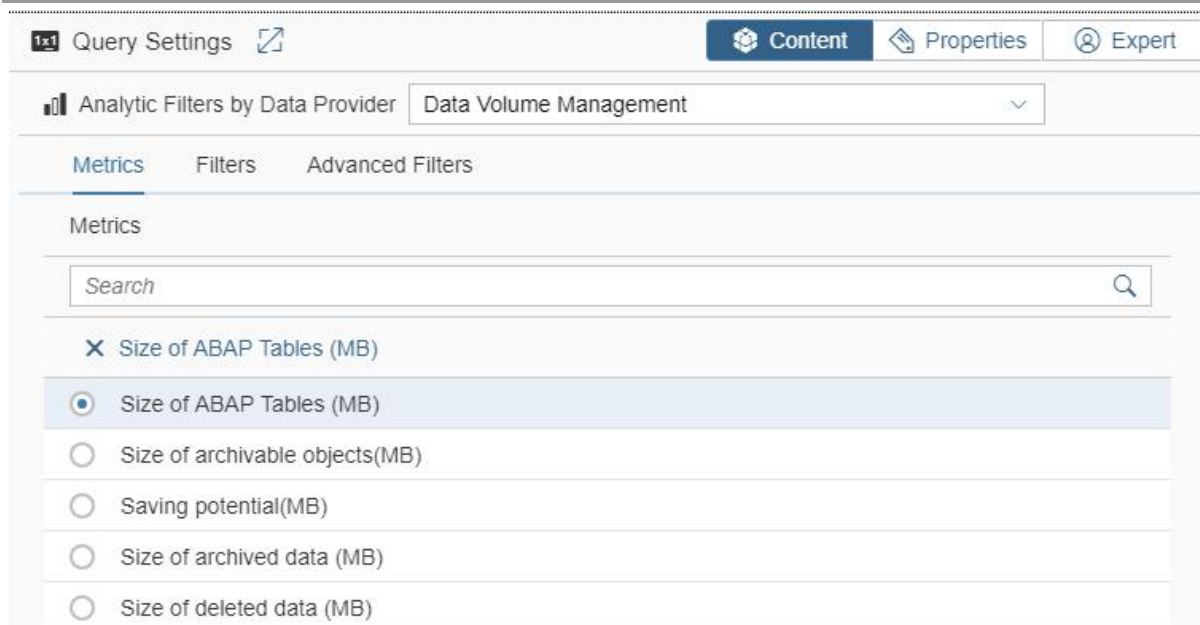 1x1 Query Settings Content Properties Expert
Analytic Filters by Data Provider Data Volume Management
Metrics Filters Advanced Filters
Metrics
Search
Size of ABAP Tables (MB)
Size of ABAP Tables (MB)
Size of archivable objects(MB)
Saving potential(MB)
Size of archived data (MB)
Size of deleted data (MB)